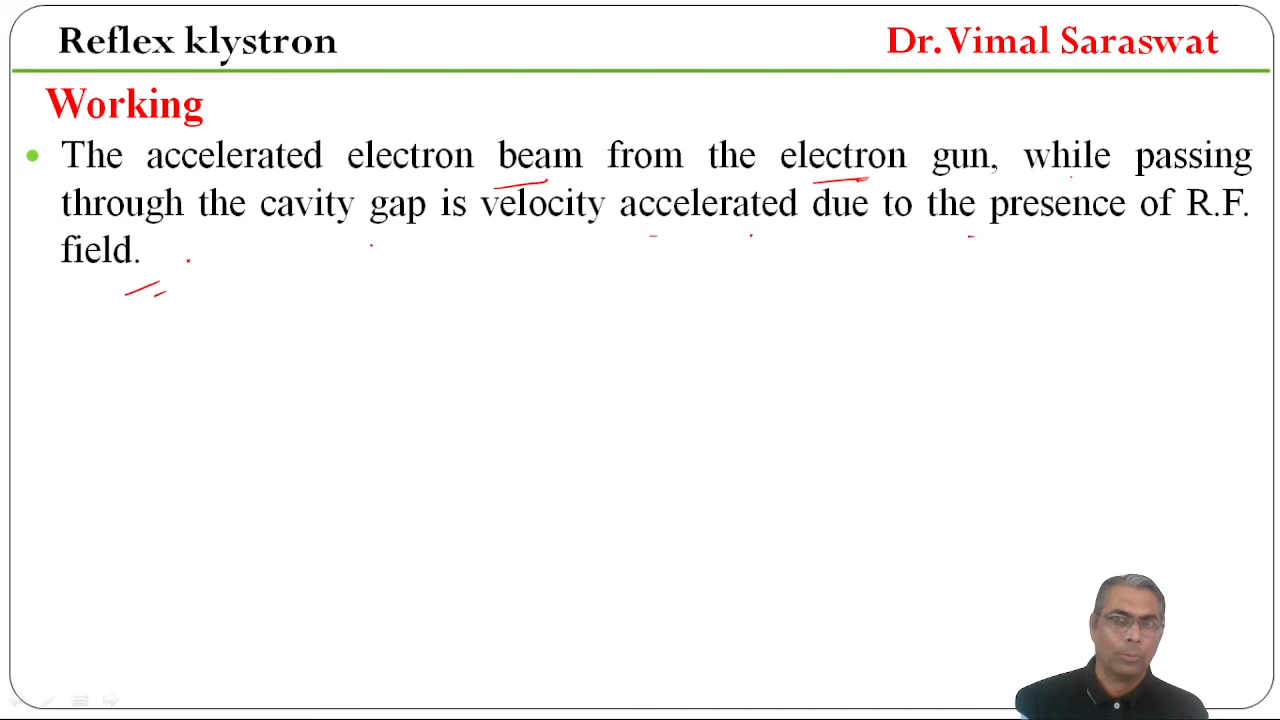 Reflex klystron
Dr. Vimal Saraswat
Working
The accelerated electron beam from the electron gun, while passing
through the cavity gap is velocity accelerated due to the presence of R.F.
field.